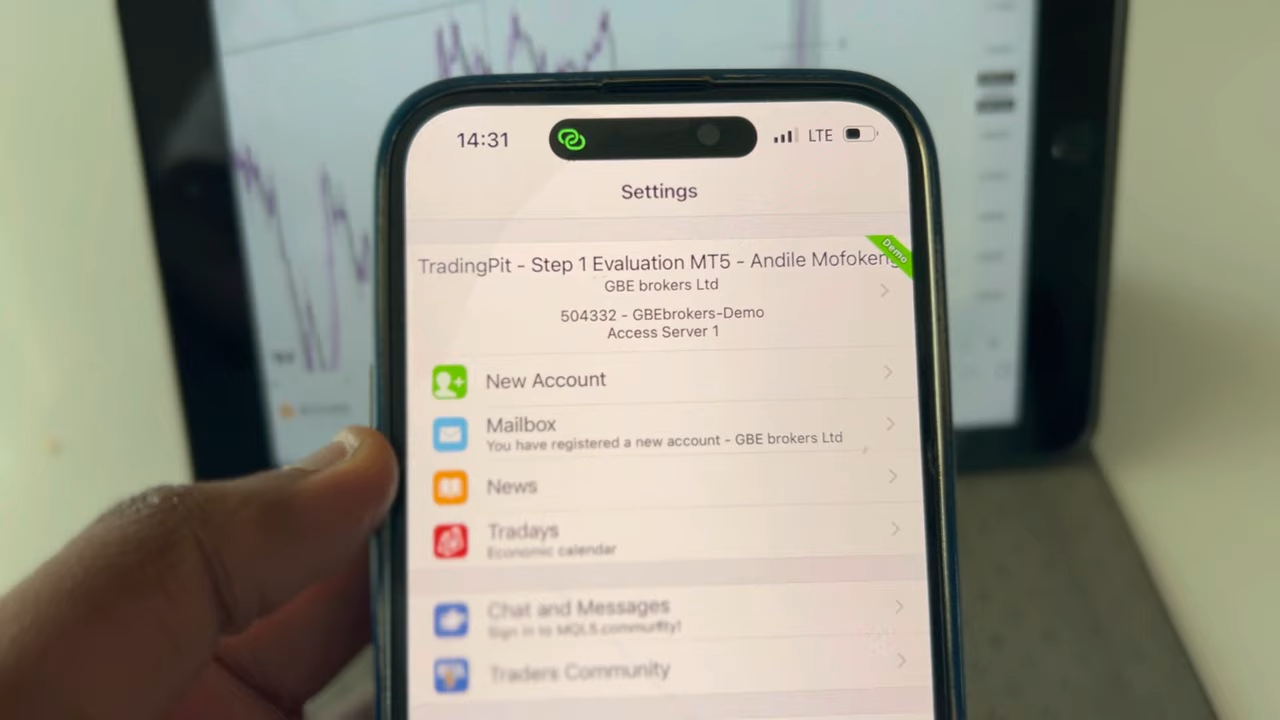 14:31
LTE
Settings
Demo
TradingPit - Step 1 Evaluation MT5 - Andile Mofokeng
GBE brokers Ltd
504332 - GBEbrokers-Demo
Access Server 1
New Account
Mailbox
You have registered a new account - GBE brokers Ltd
News
Tradays
Economic calendar
Chat and Messages
Sign in to MQL5.community!
Traders Community